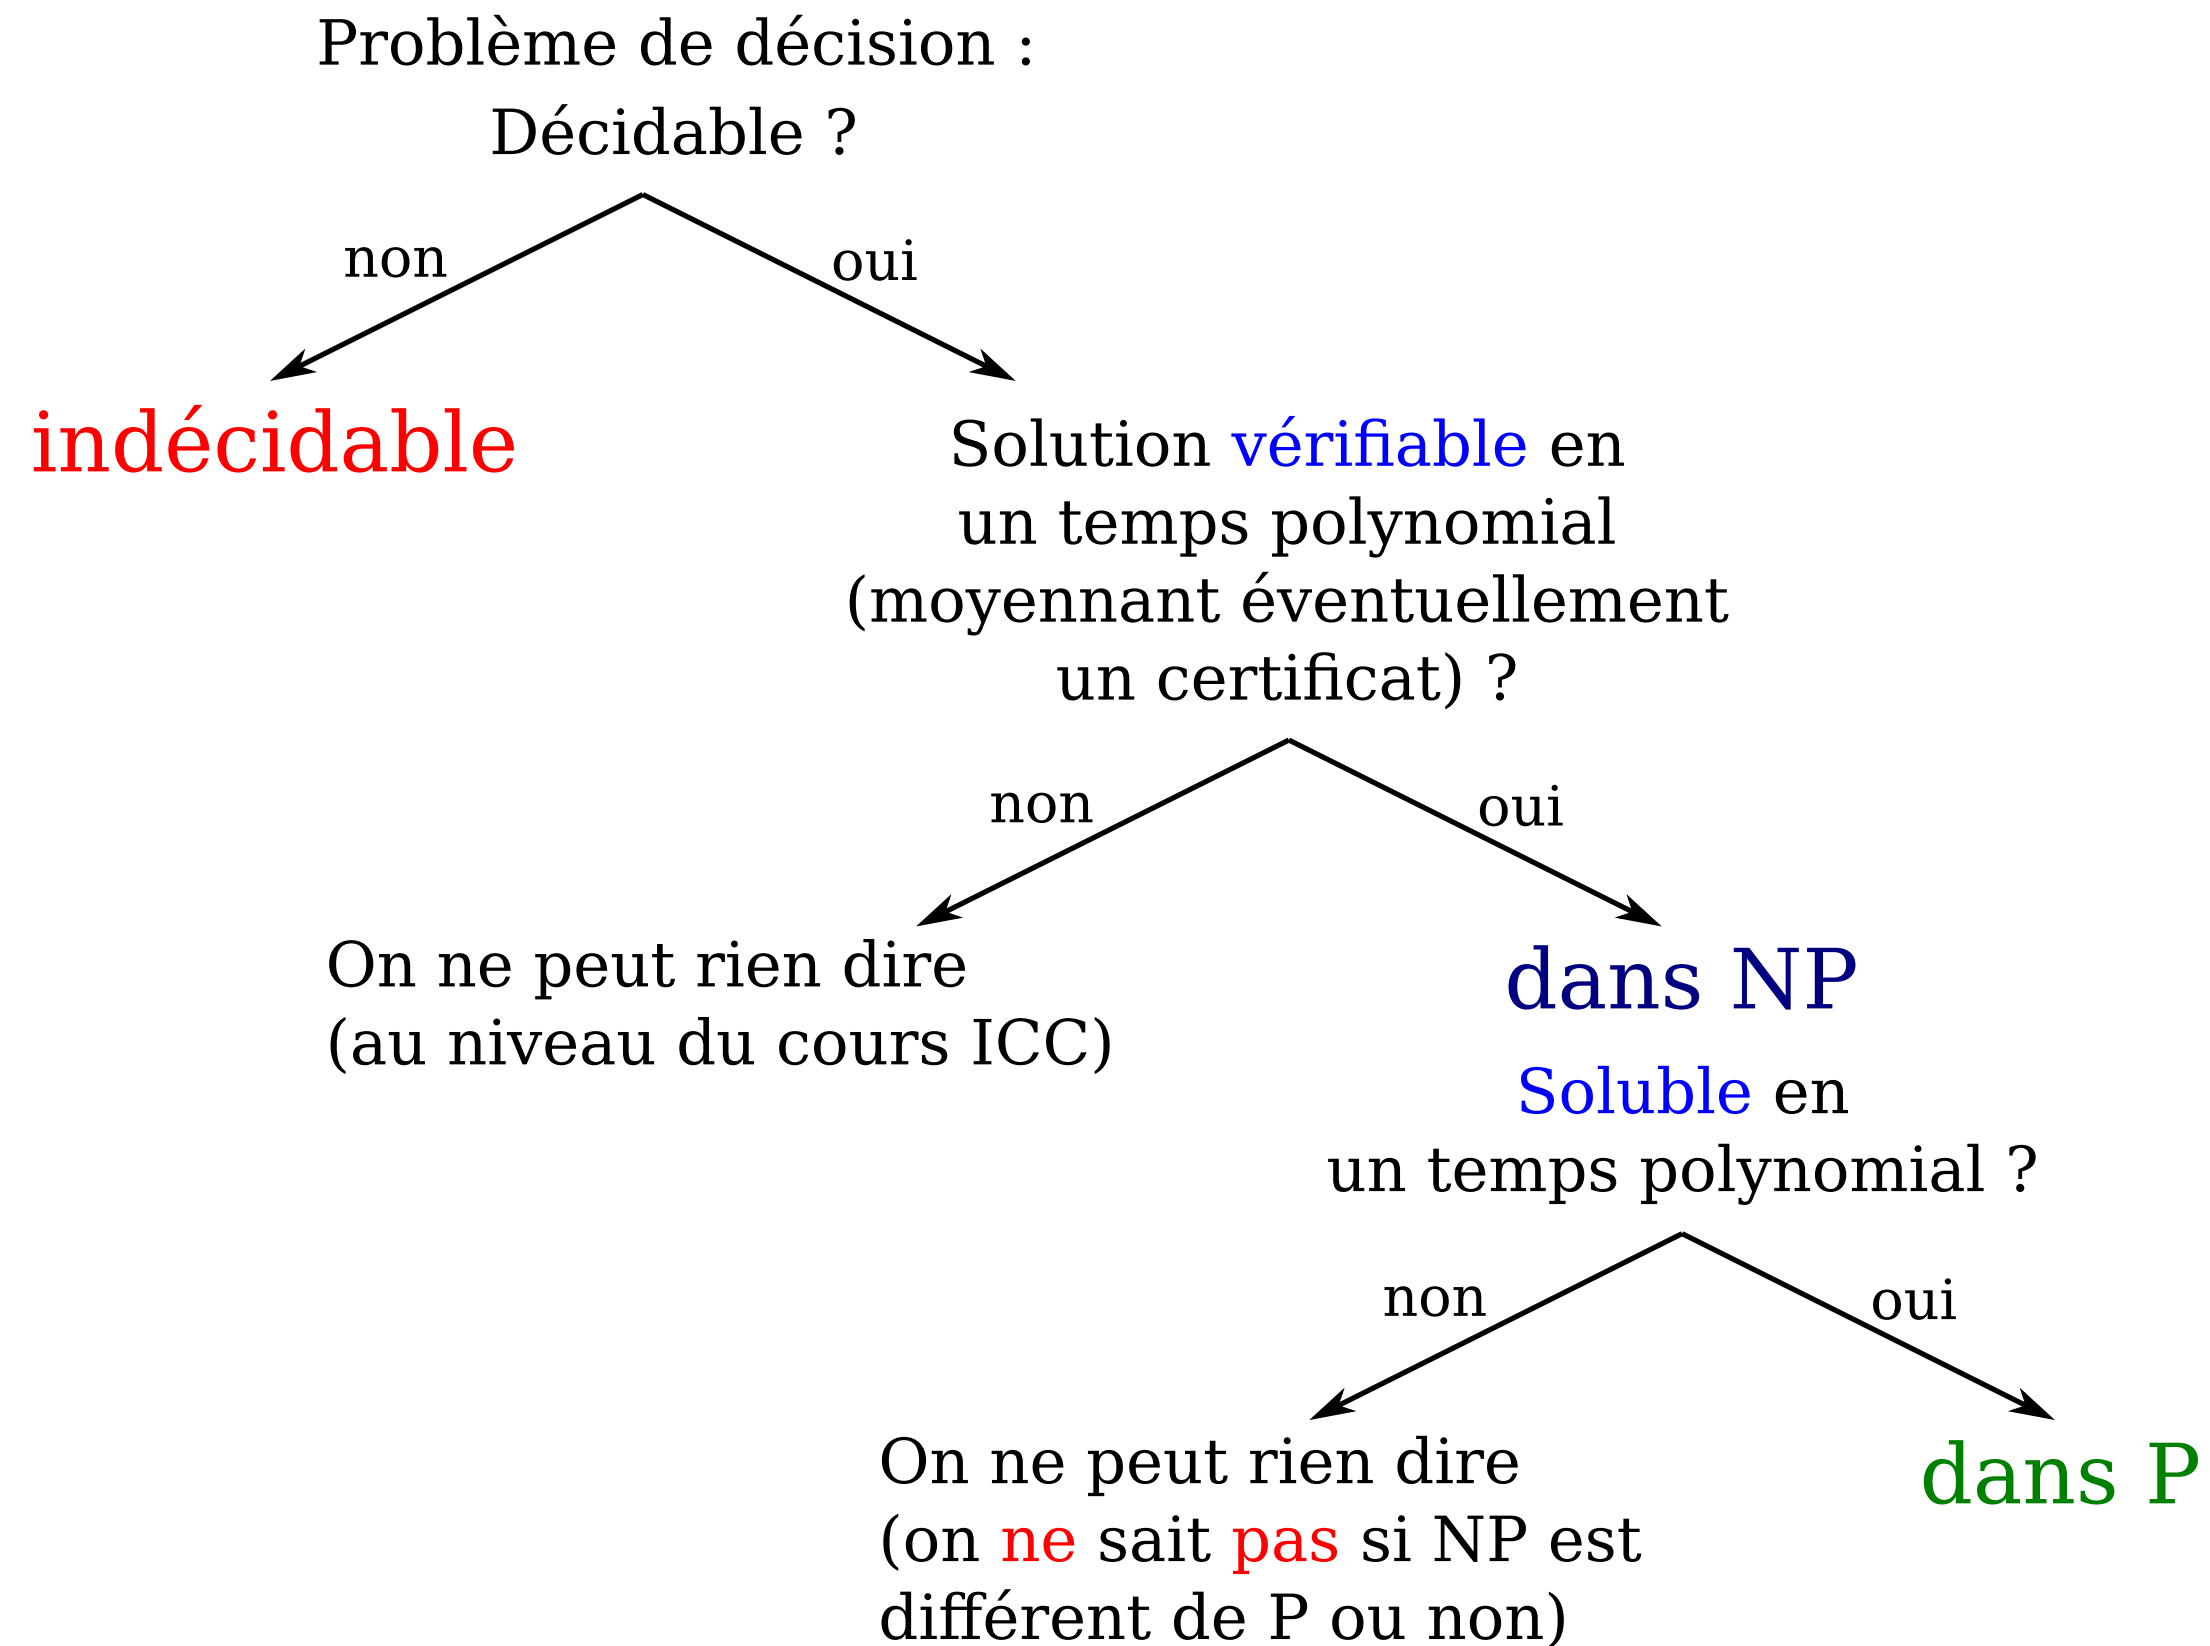 Problème de décision :
Décidable ?
non
oui
indécidable
Solution vérifiable en
un temps polynomial
(moyennant éventuellement
un certificat) ?
non
oui
On ne peut rien dire
(au niveau du cours ICC)
dans NP
Soluble en
un temps polynomial ?
non
oui
On ne peut rien dire
(on ne sait pas si NP est
différent de P ou non)
dans P